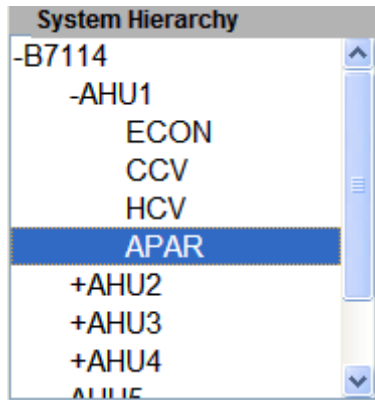 System Hierarchy
-B7114
-AHU1
ECON
CCV
HCV
APAR
+AHU2
+AHU3
+AHU4